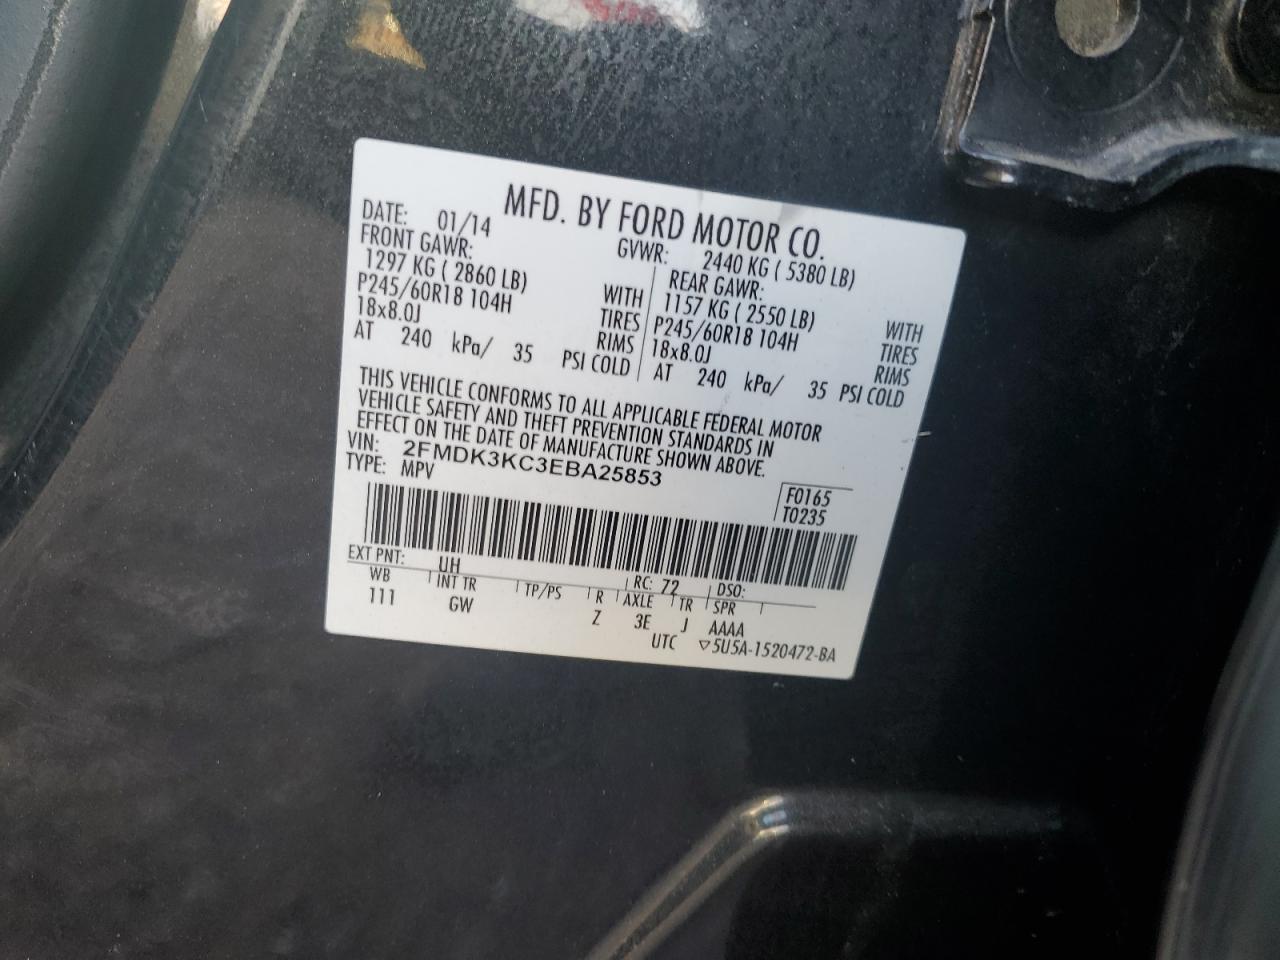 MFD. BY FORD MOTOR CO.
DATE: 01/14 GVWR: 2440 KG ( 5380 LB)
FRONT GAWR: REAR GAWR:
1297 KG ( 2860 LB) WITH 1157 KG ( 2550 LB) WITH
P245/60R18 104H TIRES P245/60R18 104H TIRES
18x8.0J RIMS 18x8.0J RIMS
AT 240 kPa/ 35 PSI COLD AT 240 kPa/ 35 PSI COLD
THIS VEHICLE CONFORMS TO ALL APPLICABLE FEDERAL MOTOR
VEHICLE SAFETY AND THEFT PREVENTION STANDARDS IN
EFFECT ON THE DATE OF MANUFACTURE SHOWN ABOVE.
VIN: 2FMDK3KC3EBA25853
TYPE: MPV
F0165
T0235
EXT PNT: UH RC: 72 DSO:
WB INT TR TP/PS R AXLE TR SPR
111 GW Z 3E J AAAA
UTC ▽5U5A-1520472-BA